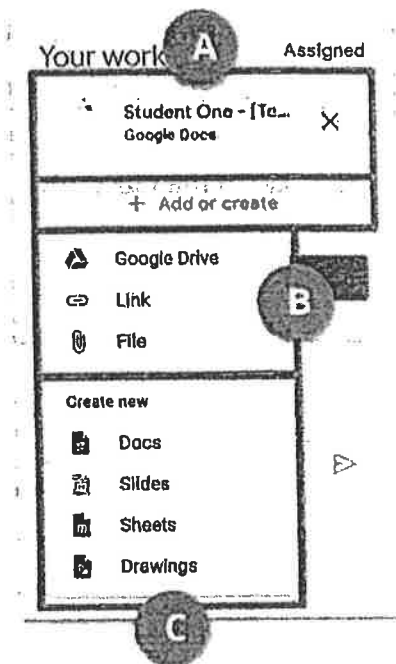 Your work
A
Assigned
Student One - [Te...
Google Docs
+ Add or create
Google Drive
Link
B
File
Create new
Docs
Slides
Sheets
Drawings
C